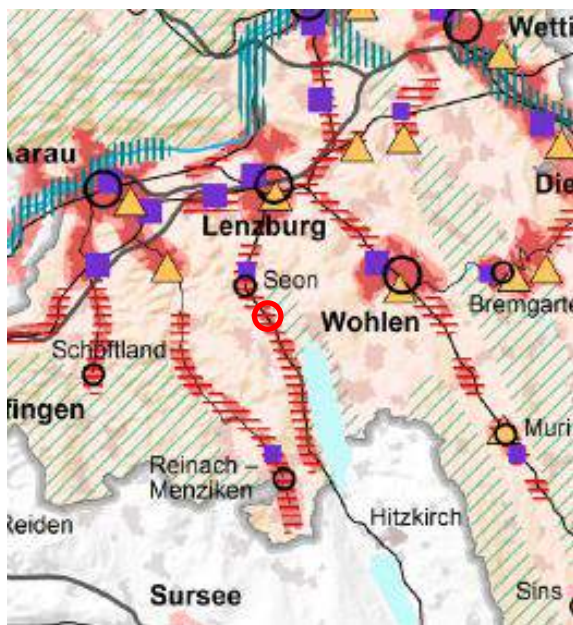 Wetti
Aarau
Die
Lenzburg
Seon
Bremgarte
Wohlen
Schöftland
fingen
Muri
Reinach –
Menziken
Reiden
Hitzkirch
Sins
Sursee